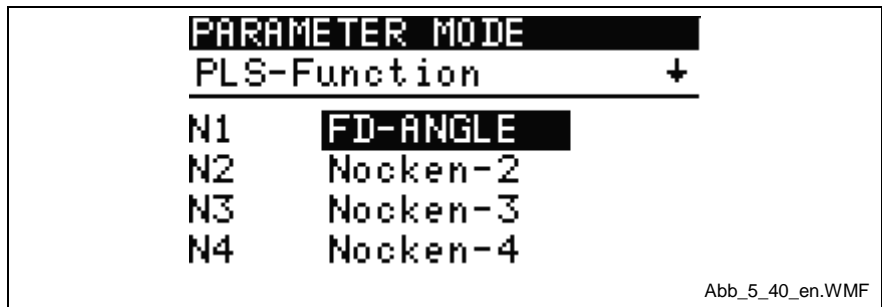 PARAMETER MODE
PLS-Function ↓
N1 FD-ANGLE
N2 Nocken-2
N3 Nocken-3
N4 Nocken-4
Abb_5_40_en.WMF